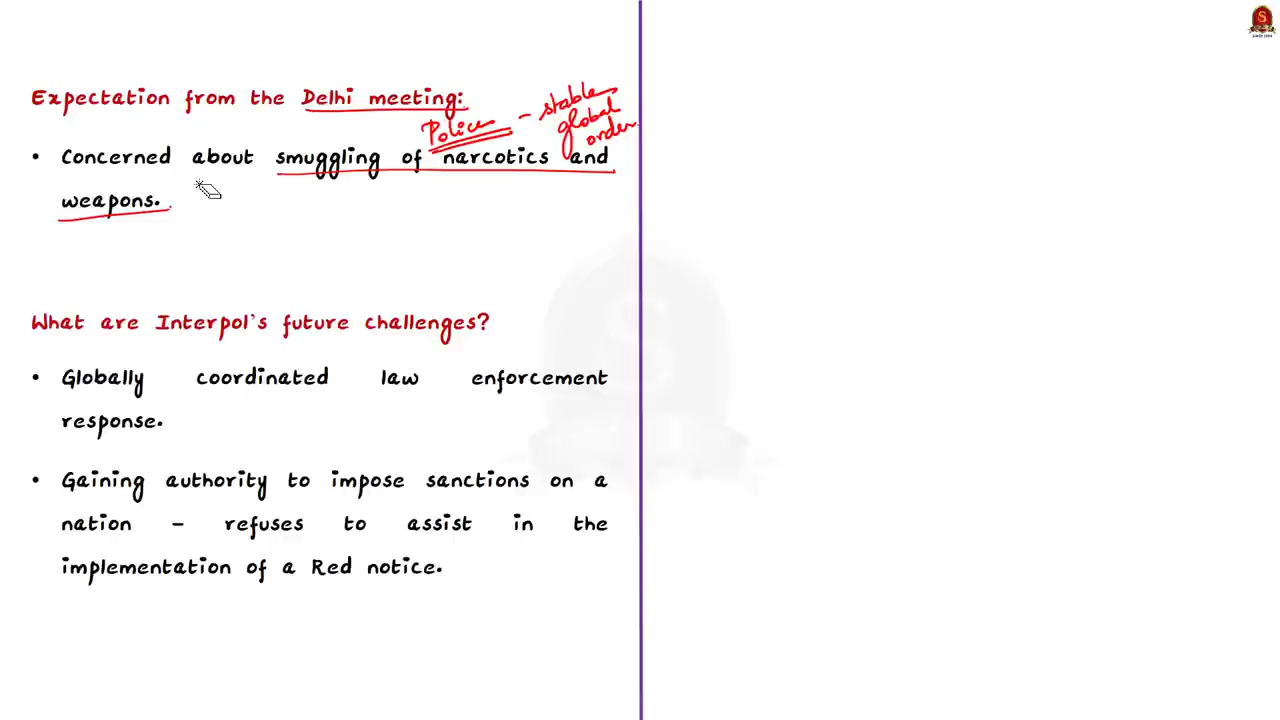 Expectation from the Delhi meeting:
Police - stable
global
order
• Concerned about smuggling of narcotics and
weapons.
What are Interpol's future challenges?
• Globally coordinated law enforcement
response.
• Gaining authority to impose sanctions on a
nation – refuses to assist in the
implementation of a Red notice.